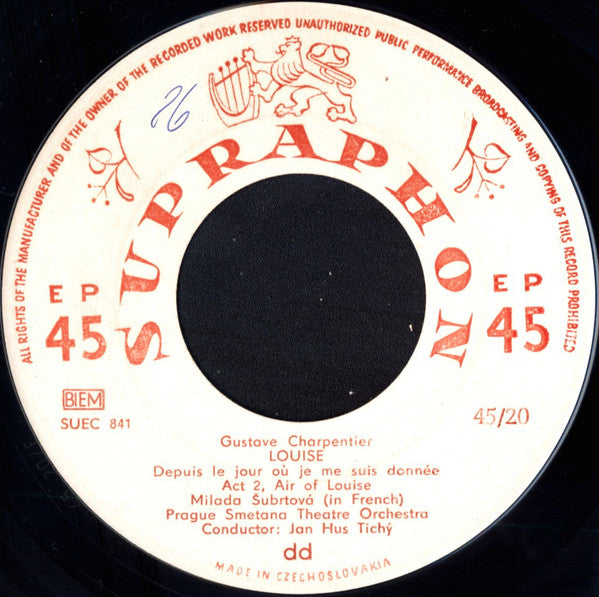 ALL RIGHTS OF THE MANUFACTURER AND OF THE OWNER OF THE RECORDED WORK RESERVED UNAUTHORIZED PUBLIC PERFORMANCE BROADCASTING AND COPYING OF THIS RECORD PROHIBITED
26
SUPRAPHON
EP
45
EP
45
BIEM
SUEC 841
45/20
Gustave Charpentier
LOUISE
Depuis le jour où je me suis donnée
Act 2, Air of Louise
Milada Šubrtová (in French)
Prague Smetana Theatre Orchestra
Conductor: Jan Hus Tichý
dd
MADE IN CZECHOSLOVAKIA